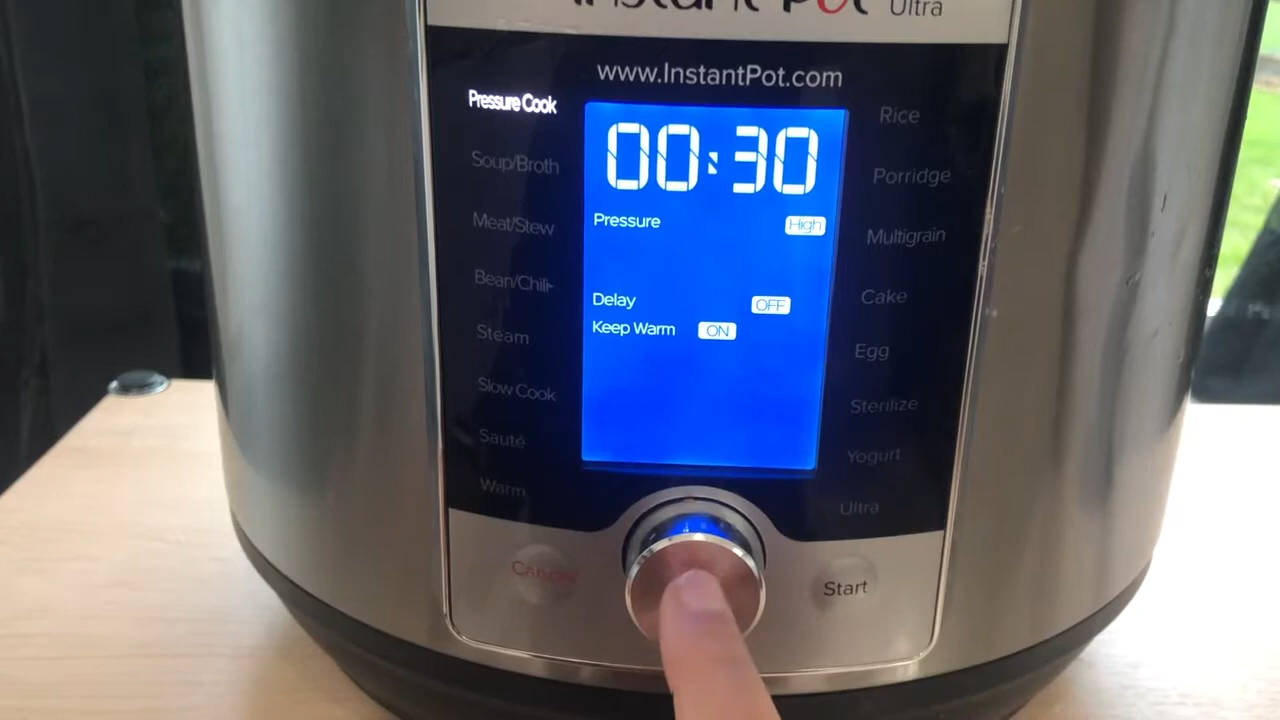 Instant Pot Ultra
www.InstantPot.com
Pressure Cook
Soup/Broth
Meat/Stew
Bean/Chili
Steam
Slow Cook
Sauté
Warm
00:30
Pressure High
Delay OFF
Keep Warm ON
Rice
Porridge
Multigrain
Cake
Egg
Sterilize
Yogurt
Ultra
Cancel
Start